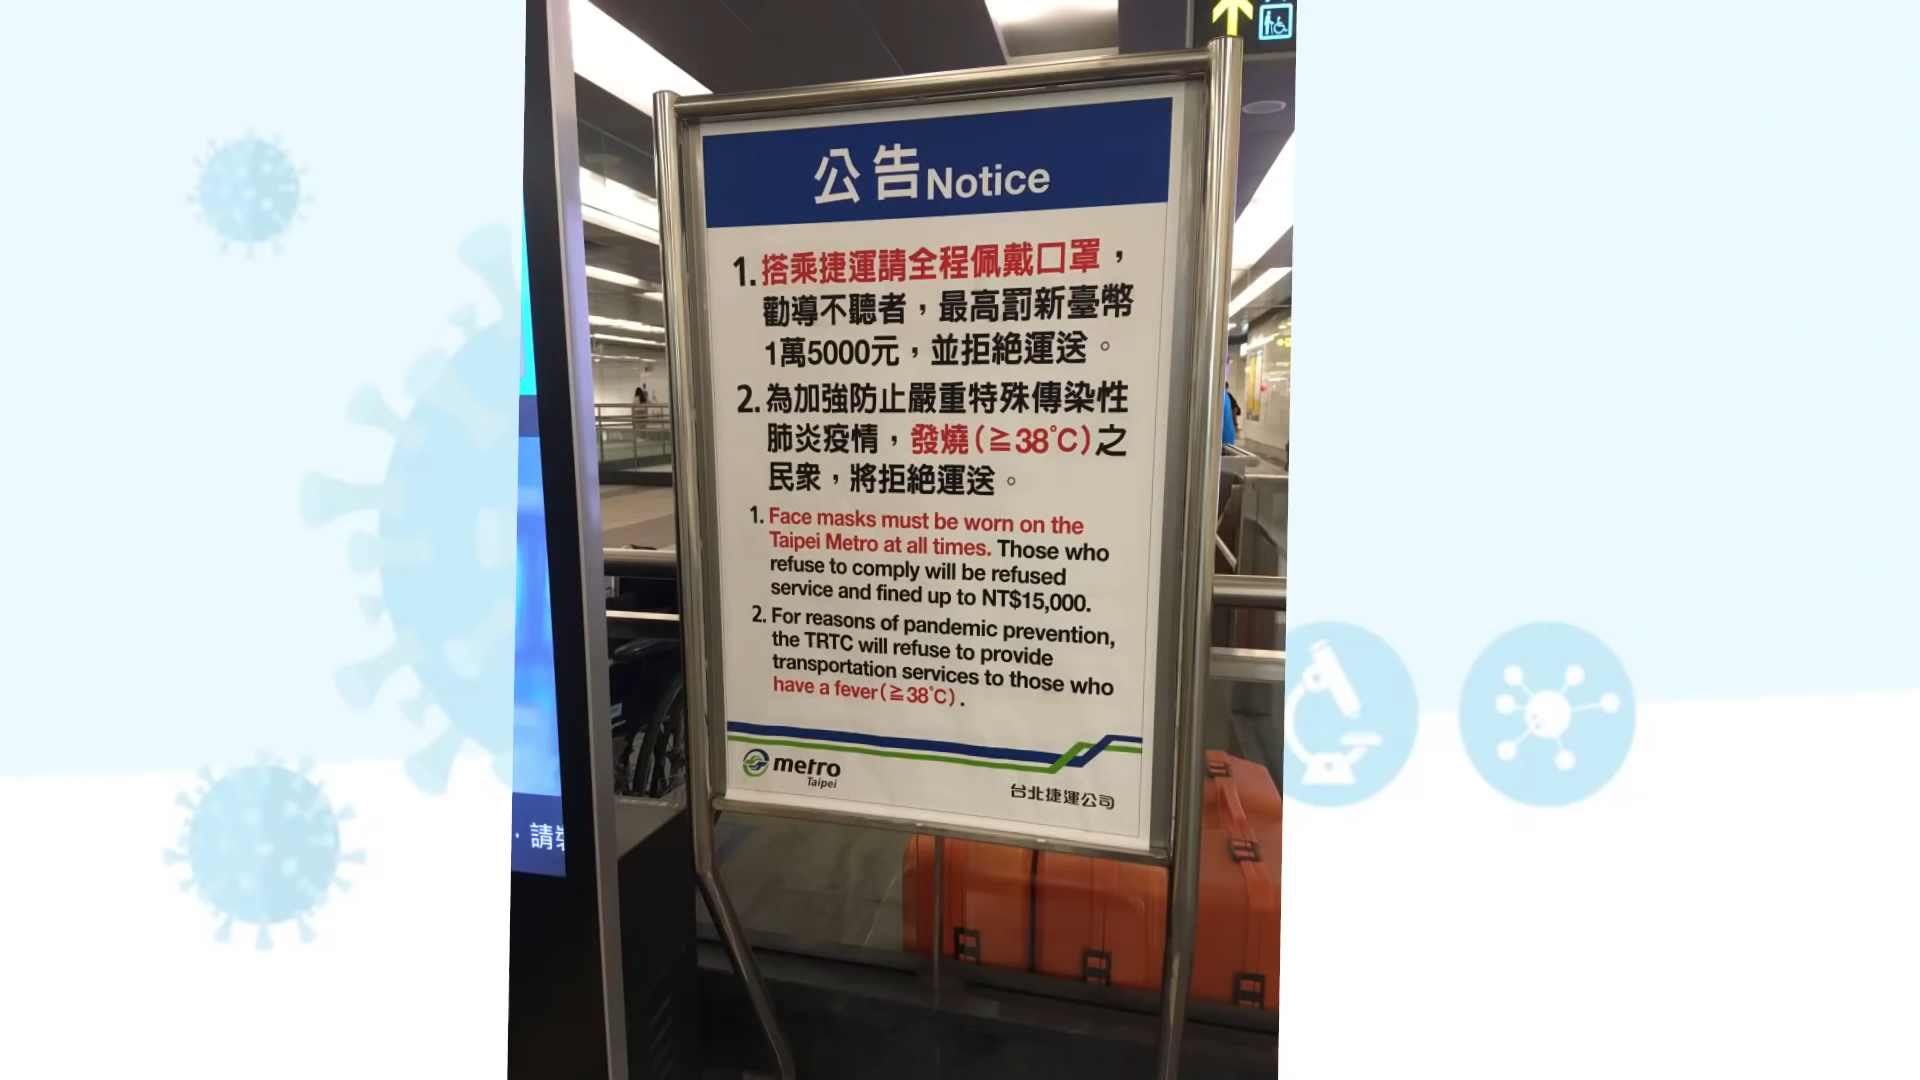 公告Notice
1.搭乘捷運請全程佩戴口罩，
勸導不聽者，最高罰新臺幣
1萬5000元，並拒絕運送。
2.為加強防止嚴重特殊傳染性
肺炎疫情，發燒(≧38°C)之
民衆，將拒絕運送。
1. Face masks must be worn on the
Taipei Metro at all times. Those who
refuse to comply will be refused
service and fined up to NT$15,000.
2. For reasons of pandemic prevention,
the TRTC will refuse to provide
transportation services to those who
have a fever(≧38°C).
metro
Taipei
台北捷運公司
，請